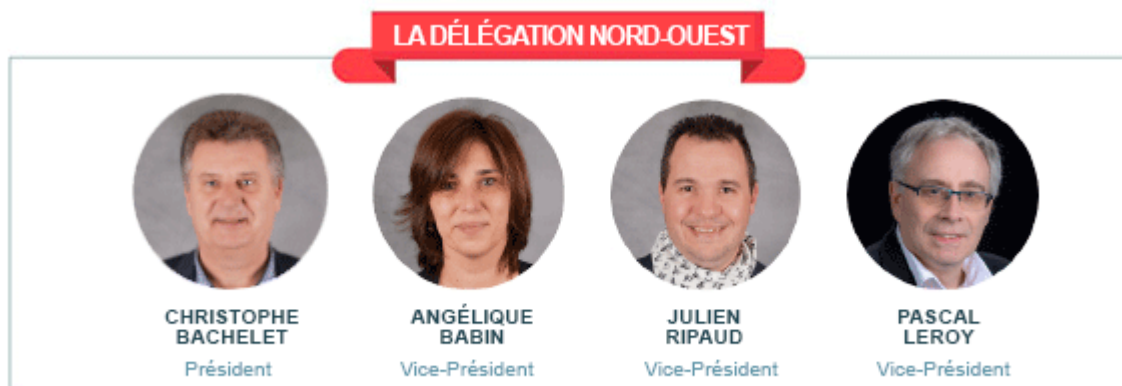 LA DÉLÉGATION NORD-OUEST
CHRISTOPHE
BACHELET
Président
ANGÉLIQUE
BABIN
Vice-Président
JULIEN
RIPAUD
Vice-Président
PASCAL
LEROY
Vice-Président